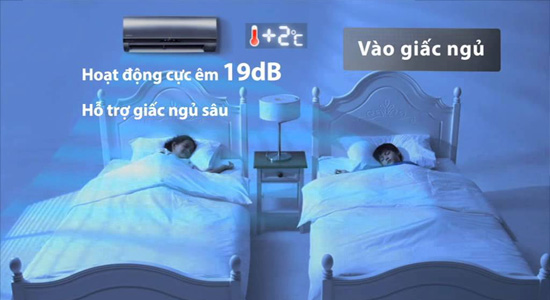 +2°C
Vào giấc ngủ
Hoạt động cực êm 19dB
Hỗ trợ giấc ngủ sâu